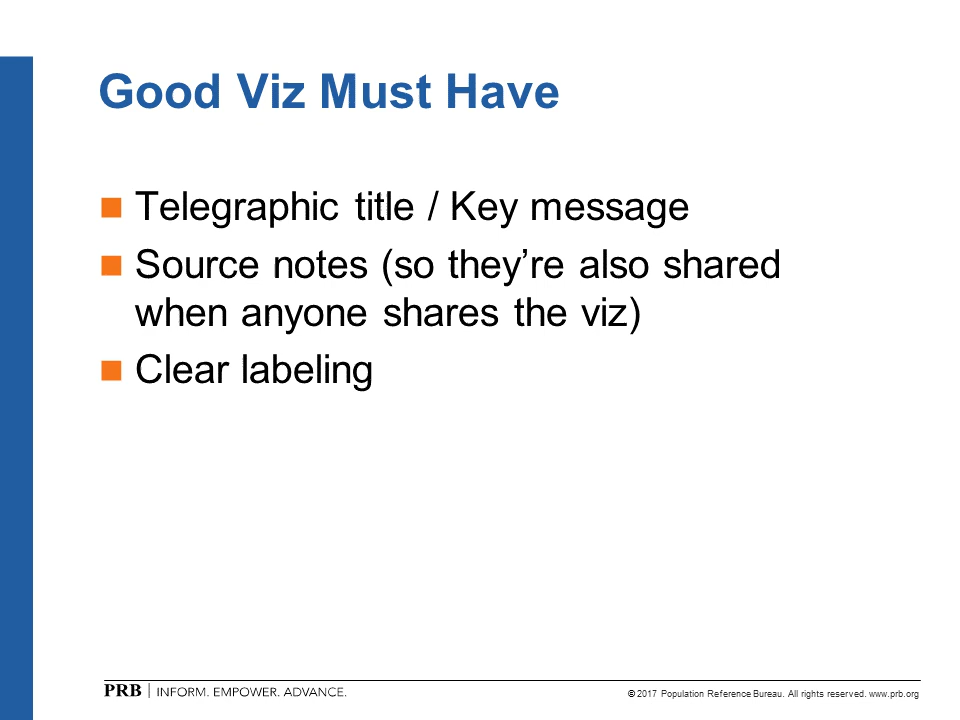 Good Viz Must Have
Telegraphic title / Key message
Source notes (so they’re also shared
when anyone shares the viz)
Clear labeling
PRB | INFORM. EMPOWER. ADVANCE.
© 2017 Population Reference Bureau. All rights reserved. www.prb.org